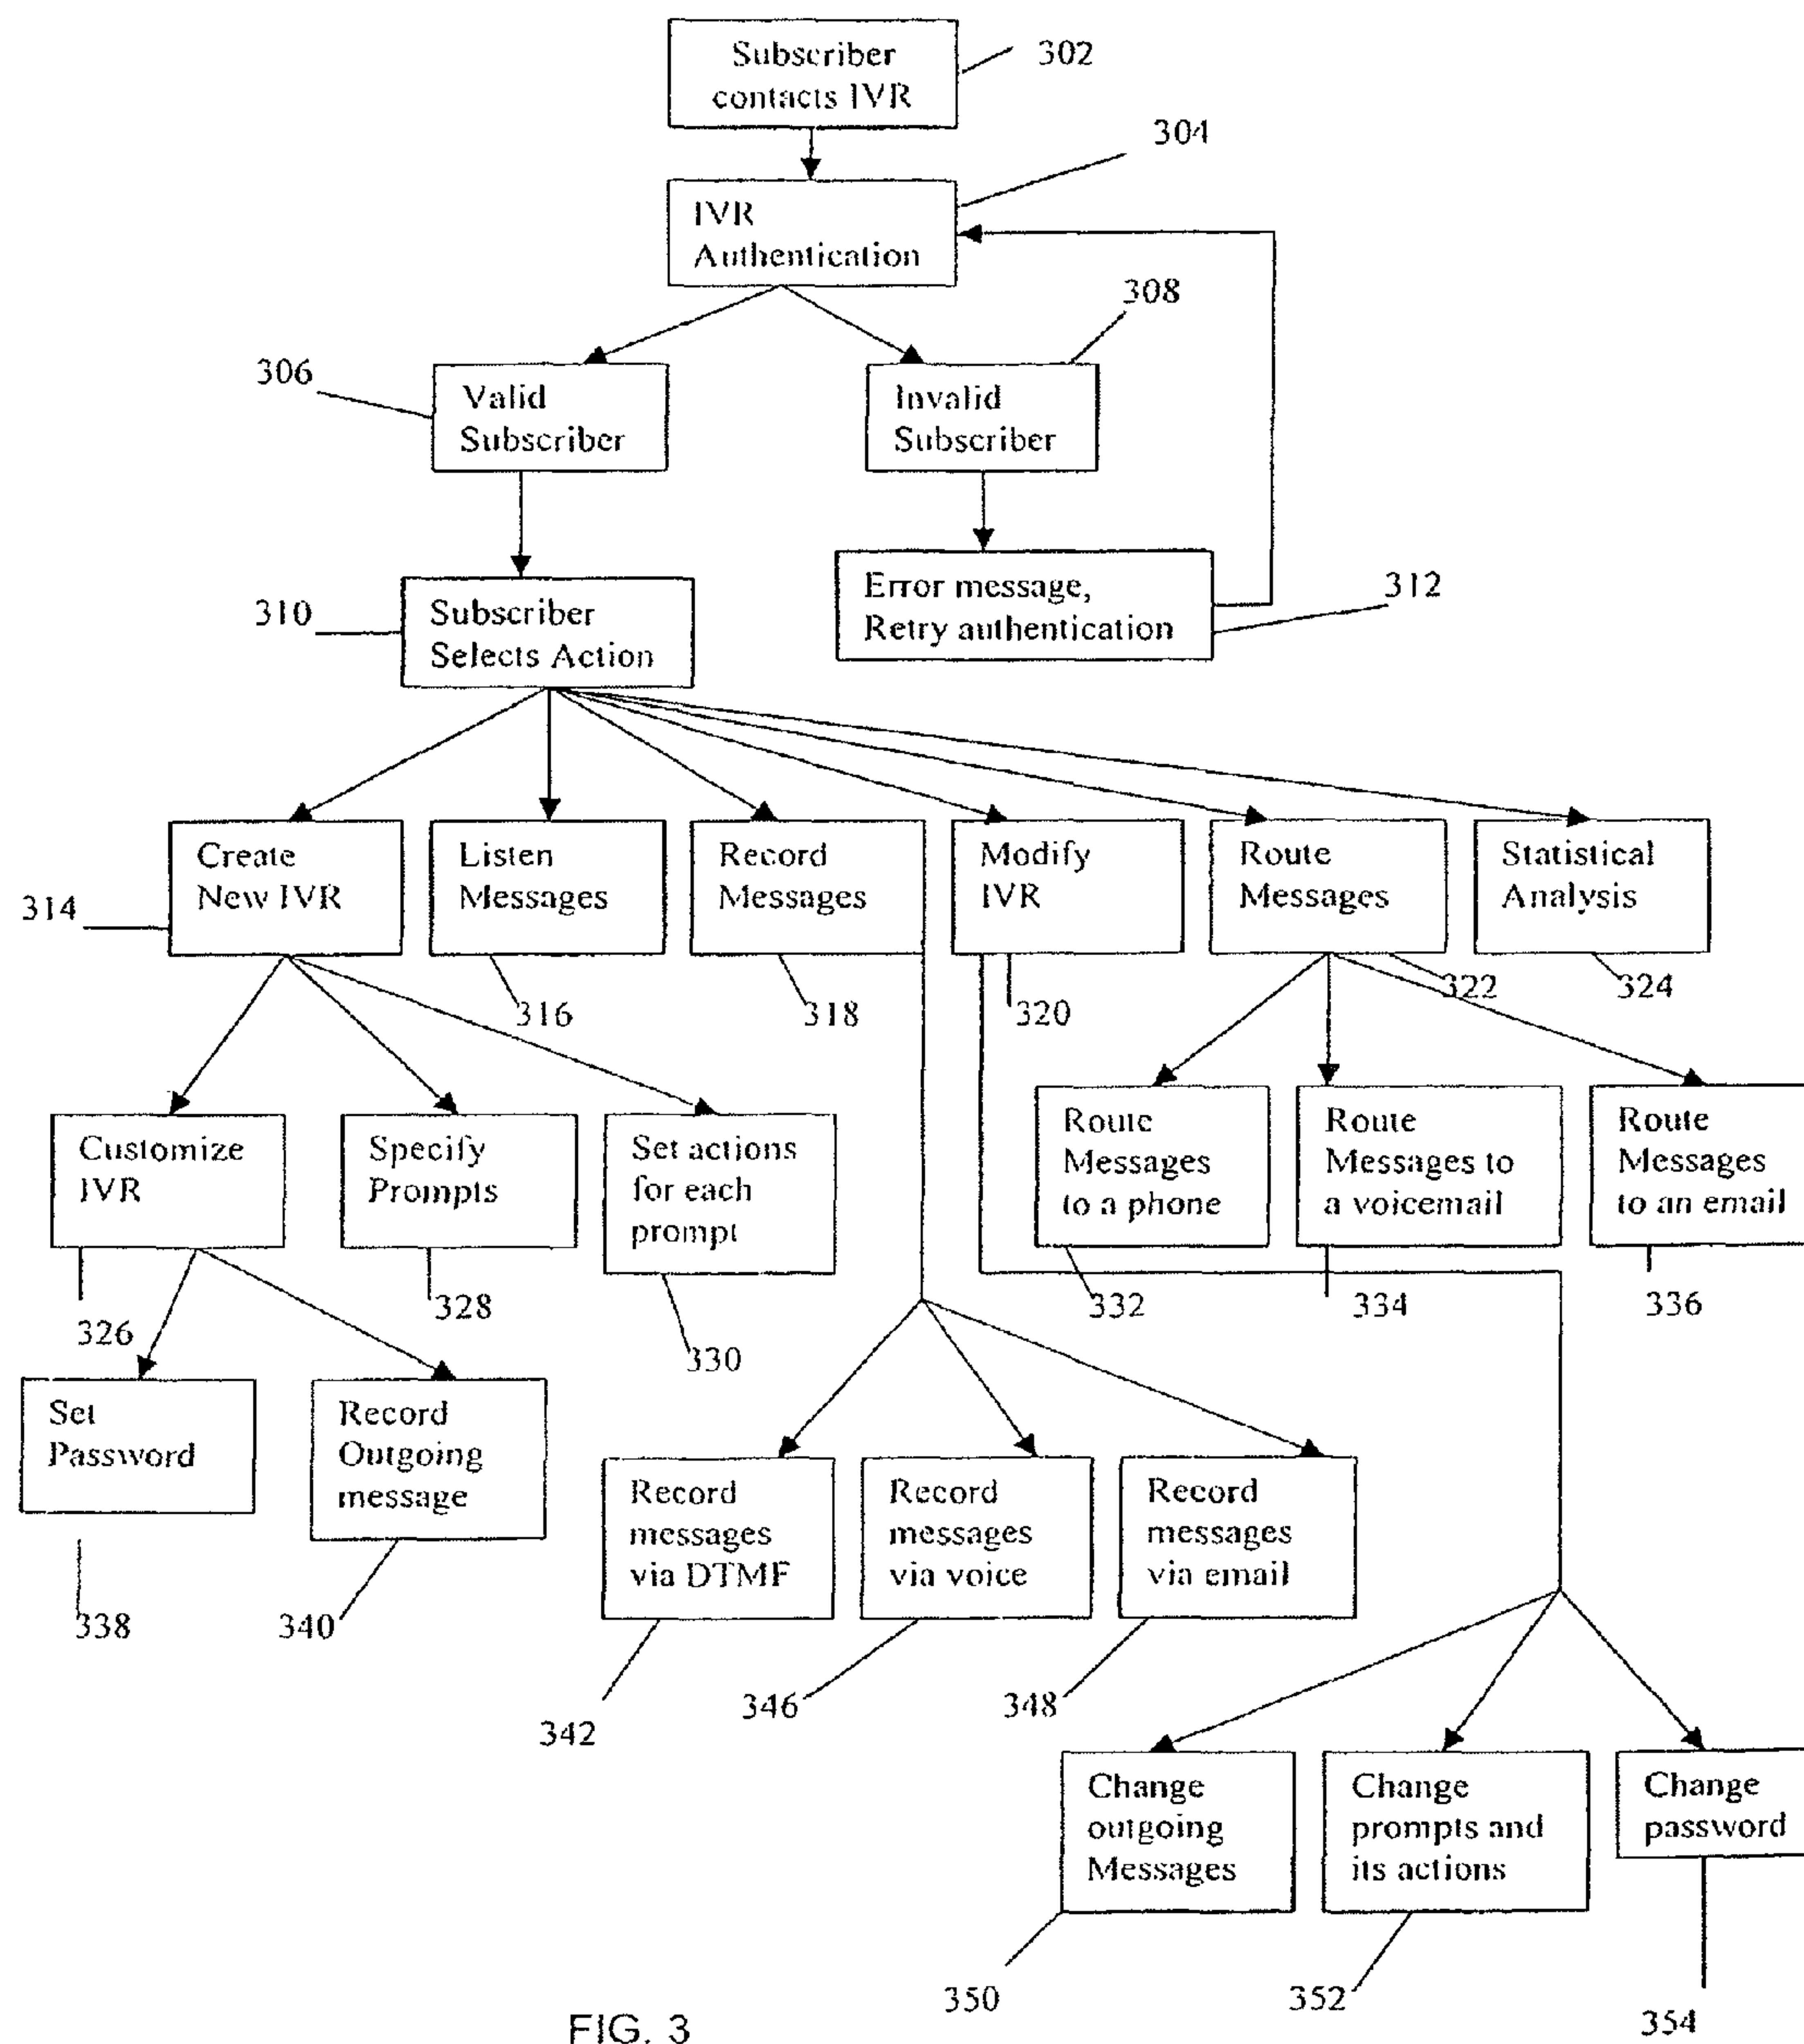 Subscriber
contacts IVR
302
304
IVR
Authentication
308
306
Valid
Subscriber
Invalid
Subscriber
310
Subscriber
Selects Action
Error message,
Retry authentication
312
314
Create
New IVR
Listen
Messages
Record
Messages
Modify
IVR
Route
Messages
Statistical
Analysis
316
318
320
322
324
Customize
IVR
Specify
Prompts
Set actions
for each
prompt
Route
Messages
to a phone
Route
Messages to
a voicemail
Route
Messages
to an email
326
328
330
332
334
336
Set
Password
Record
Outgoing
message
Record
messages
via DTMF
Record
messages
via voice
Record
messages
via email
338
340
342
346
348
Change
outgoing
Messages
Change
prompts and
its actions
Change
password
350
352
354
FIG. 3